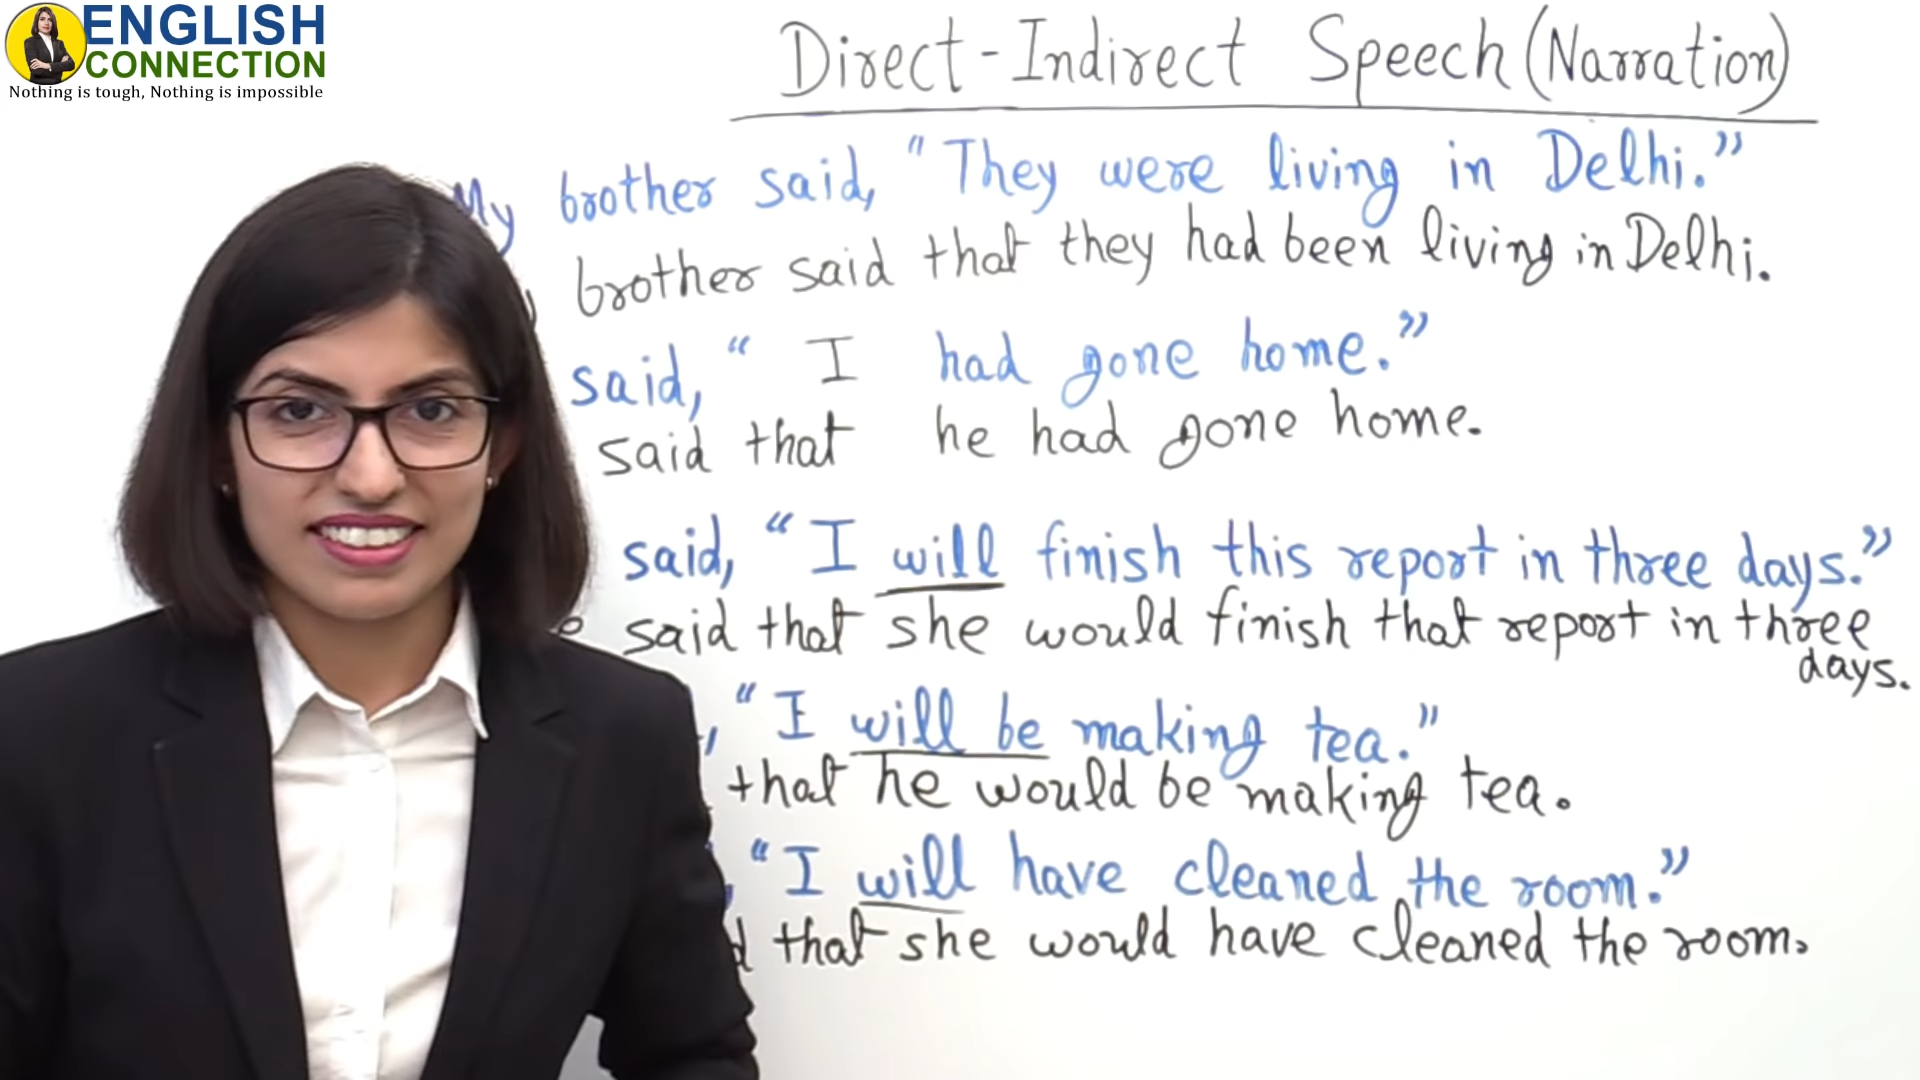 ENGLISH
CONNECTION
Nothing is tough, Nothing is impossible
Direct-Indirect Speech (Narration)
My brother said, "They were living in Delhi."
brother said that they had been living in Delhi.
said, "I had gone home."
said that he had gone home.
said, "I will finish this report in three days."
said that she would finish that report in three
days.
, "I will be making tea."
that he would be making tea.
"I will have cleaned the room."
that she would have cleaned the room.